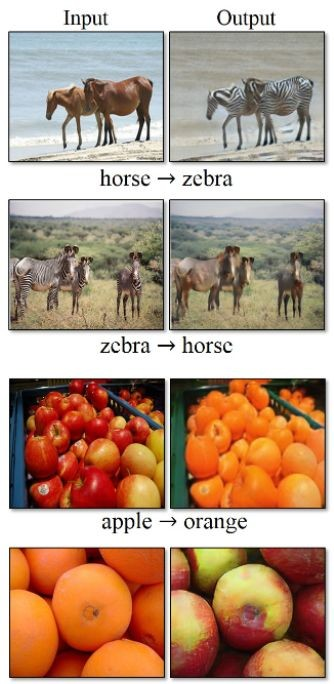 Input Output
horse → zebra
zebra → horse
apple → orange